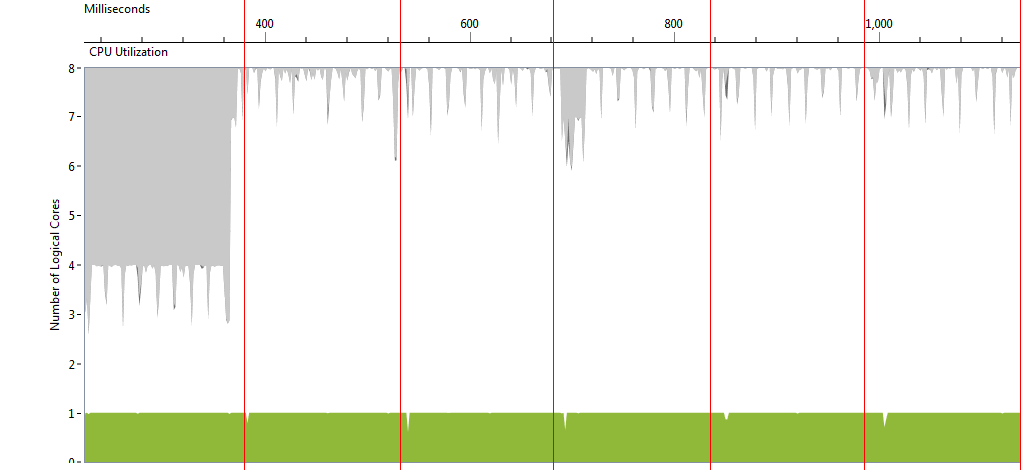 Milliseconds
400 600 800 1,000
CPU Utilization
8
7
6
5
4
3
2
1
0
Number of Logical Cores